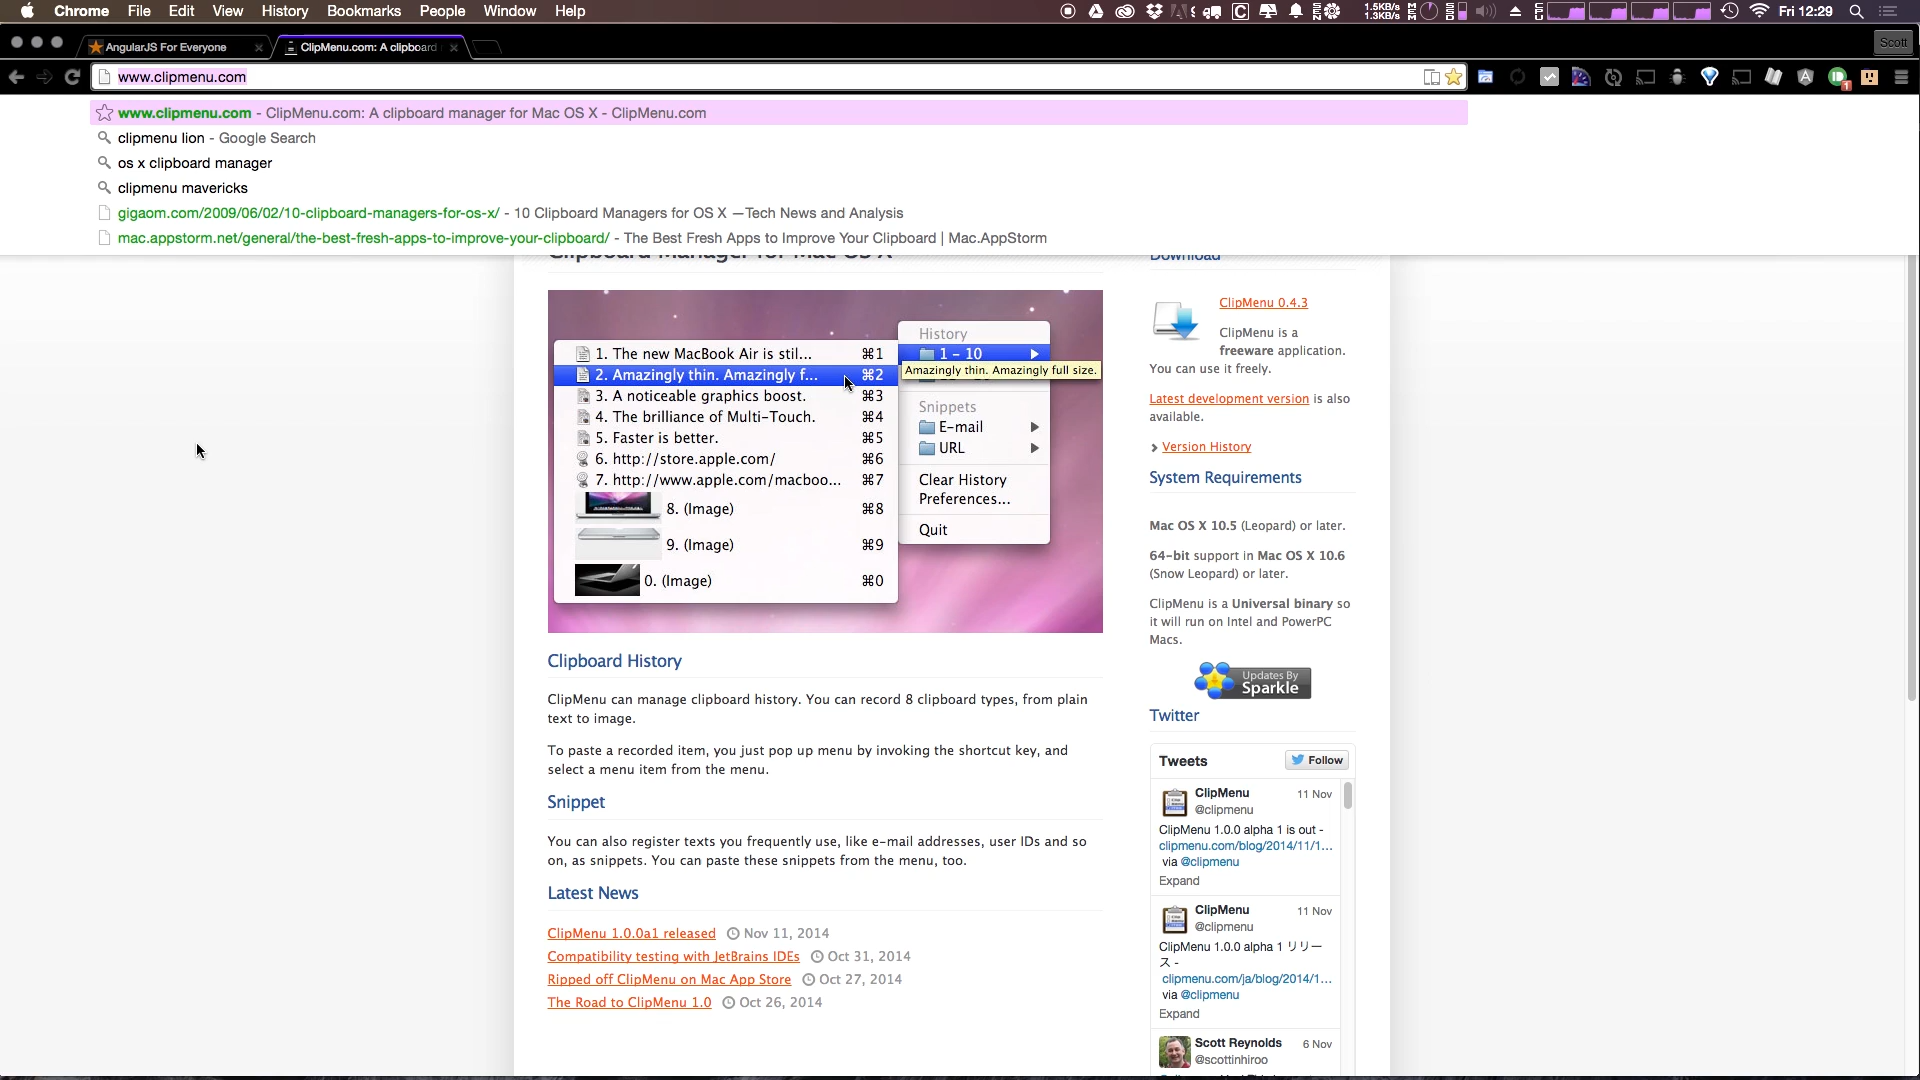 Chrome File Edit View History Bookmarks People Window Help
1.5KB/s
1.3KB/s
Fri 12:29
AngularJS For Everyone
ClipMenu.com: A clipboard
Scott
www.clipmenu.com
www.clipmenu.com - ClipMenu.com: A clipboard manager for Mac OS X - ClipMenu.com
clipmenu lion - Google Search
os x clipboard manager
clipmenu mavericks
gigaom.com/2009/06/02/10-clipboard-managers-for-os-x/ - 10 Clipboard Managers for OS X —Tech News and Analysis
mac.appstorm.net/general/the-best-fresh-apps-to-improve-your-clipboard/ - The Best Fresh Apps to Improve Your Clipboard | Mac.AppStorm
Clipboard Manager for Mac OS X
History
1 – 10
Amazingly thin. Amazingly full size.
Snippets
E-mail
URL
Clear History
Preferences...
Quit
1. The new MacBook Air is stil... ⌘1
2. Amazingly thin. Amazingly f... ⌘2
3. A noticeable graphics boost. ⌘3
4. The brilliance of Multi-Touch. ⌘4
5. Faster is better. ⌘5
6. http://store.apple.com/ ⌘6
7. http://www.apple.com/macboo... ⌘7
8. (Image) ⌘8
9. (Image) ⌘9
0. (Image) ⌘0
Clipboard History
ClipMenu can manage clipboard history. You can record 8 clipboard types, from plain
text to image.
To paste a recorded item, you just pop up menu by invoking the shortcut key, and
select a menu item from the menu.
Snippet
You can also register texts you frequently use, like e-mail addresses, user IDs and so
on, as snippets. You can paste these snippets from the menu, too.
Latest News
ClipMenu 1.0.0a1 released Nov 11, 2014
Compatibility testing with JetBrains IDEs Oct 31, 2014
Ripped off ClipMenu on Mac App Store Oct 27, 2014
The Road to ClipMenu 1.0 Oct 26, 2014
Download
ClipMenu 0.4.3
ClipMenu is a
freeware application.
You can use it freely.
Latest development version is also
available.
Version History
System Requirements
Mac OS X 10.5 (Leopard) or later.
64-bit support in Mac OS X 10.6
(Snow Leopard) or later.
ClipMenu is a Universal binary so
it will run on Intel and PowerPC
Macs.
Updates By
Sparkle
Twitter
Tweets Follow
ClipMenu 11 Nov
@clipmenu
ClipMenu 1.0.0 alpha 1 is out -
clipmenu.com/blog/2014/11/1...
via @clipmenu
Expand
ClipMenu 11 Nov
@clipmenu
ClipMenu 1.0.0 alpha 1 リリー
ス -
clipmenu.com/ja/blog/2014/1...
via @clipmenu
Expand
Scott Reynolds 6 Nov
@scottinhiroo